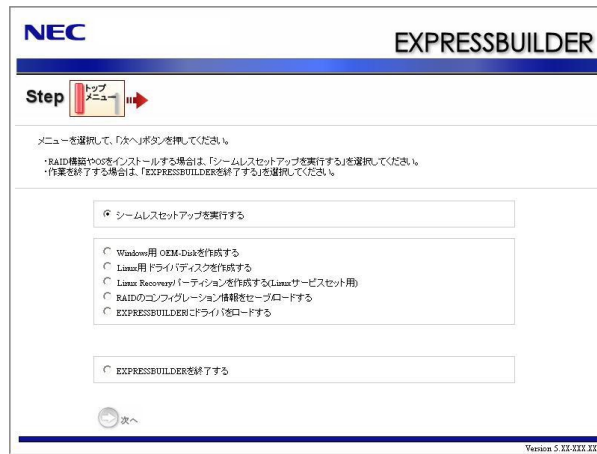 NEC
EXPRESSBUILDER
Step
トップ
メニュー
メニューを選択して、「次へ」ボタンを押してください。
・RAID構築やOSをインストールする場合は、「シームレスセットアップを実行する」を選択してください。
・作業を終了する場合は、「EXPRESSBUILDERを終了する」を選択してください。
シームレスセットアップを実行する
Windows用 OEM-Diskを作成する
Linux用 ドライバディスクを作成する
Linux Recoveryパーティションを作成する(Linuxサービスセット用)
RAIDのコンフィグレーション情報をセーブ/ロードする
EXPRESSBUILDERにドライバをロードする
EXPRESSBUILDERを終了する
次へ
Version 5.XX-XXX.XX